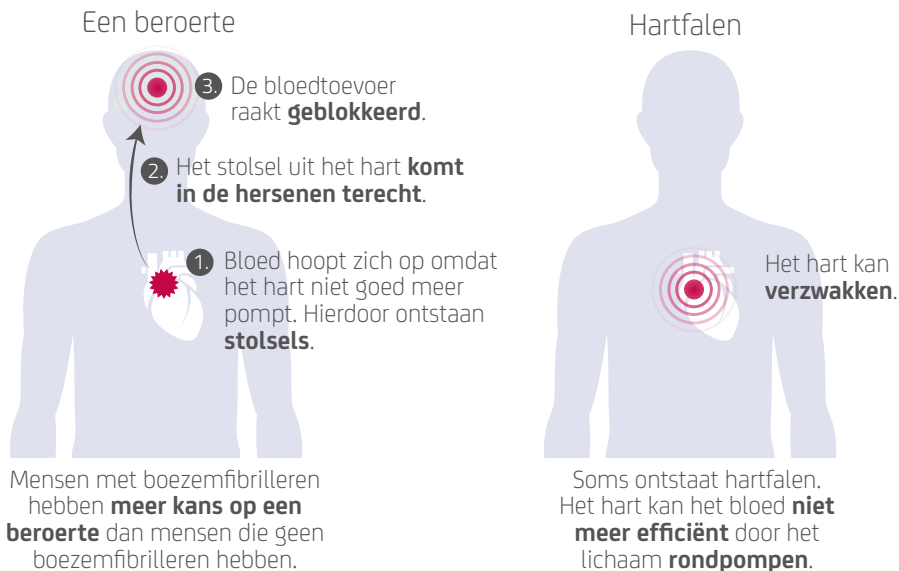 Een beroerte
3. De bloedtoevoer
raakt geblokkeerd.
2. Het stolsel uit het hart komt
in de hersenen terecht.
1. Bloed hoopt zich op omdat
het hart niet goed meer
pompt. Hierdoor ontstaan
stolsels.
Mensen met boezemfibrilleren
hebben meer kans op een
beroerte dan mensen die geen
boezemfibrilleren hebben.
Hartfalen
Het hart kan
verzwakken.
Soms ontstaat hartfalen.
Het hart kan het bloed niet
meer efficiënt door het
lichaam rondpompen.